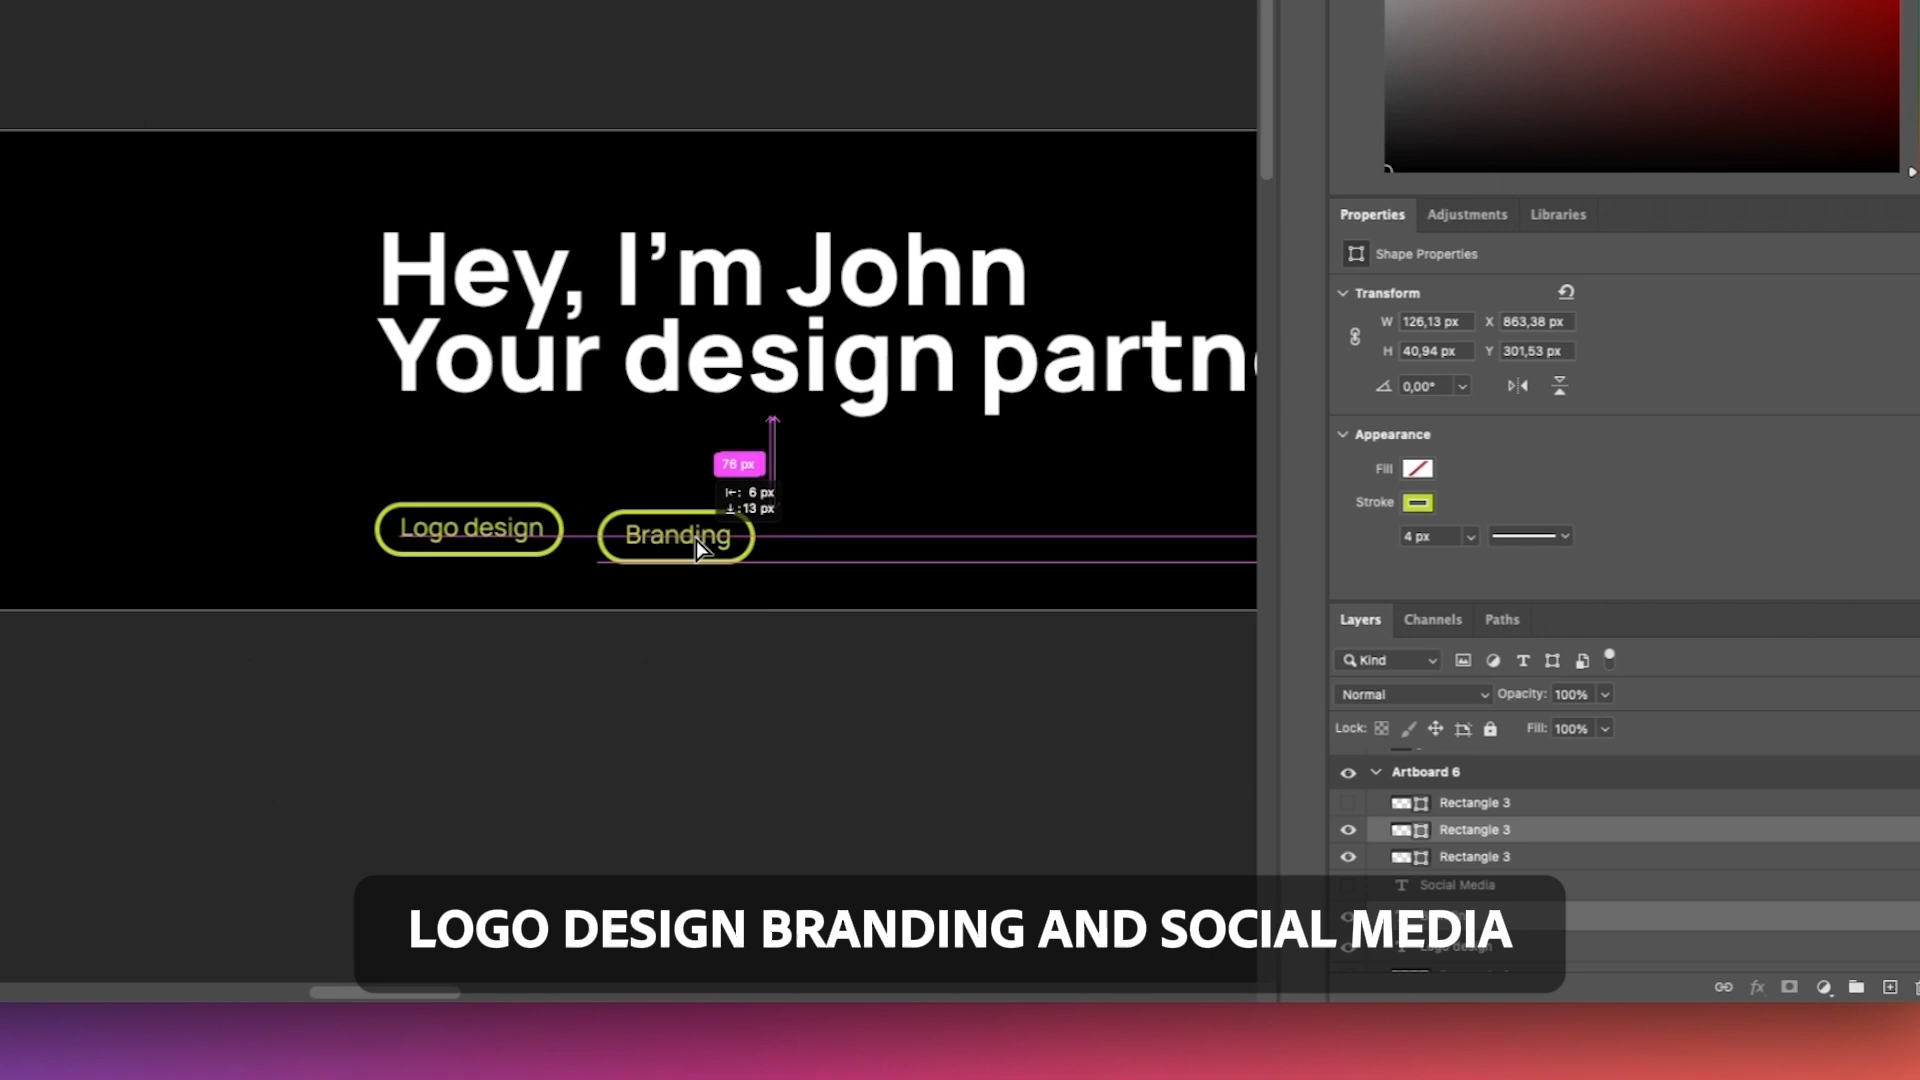 Hey, I'm John
Your design partn
76 px
6 px
13 px
Logo design
Branding
Properties Adjustments Libraries
Shape Properties
Transform
W 126,13 px X 863,38 px
H 40,94 px Y 301,53 px
0,00°
Appearance
Fill
Stroke
4 px
Layers Channels Paths
Kind
Normal Opacity: 100%
Lock: Fill: 100%
Artboard 6
Rectangle 3
Rectangle 3
Rectangle 3
Social Media
Logo design
LOGO DESIGN BRANDING AND SOCIAL MEDIA
fx